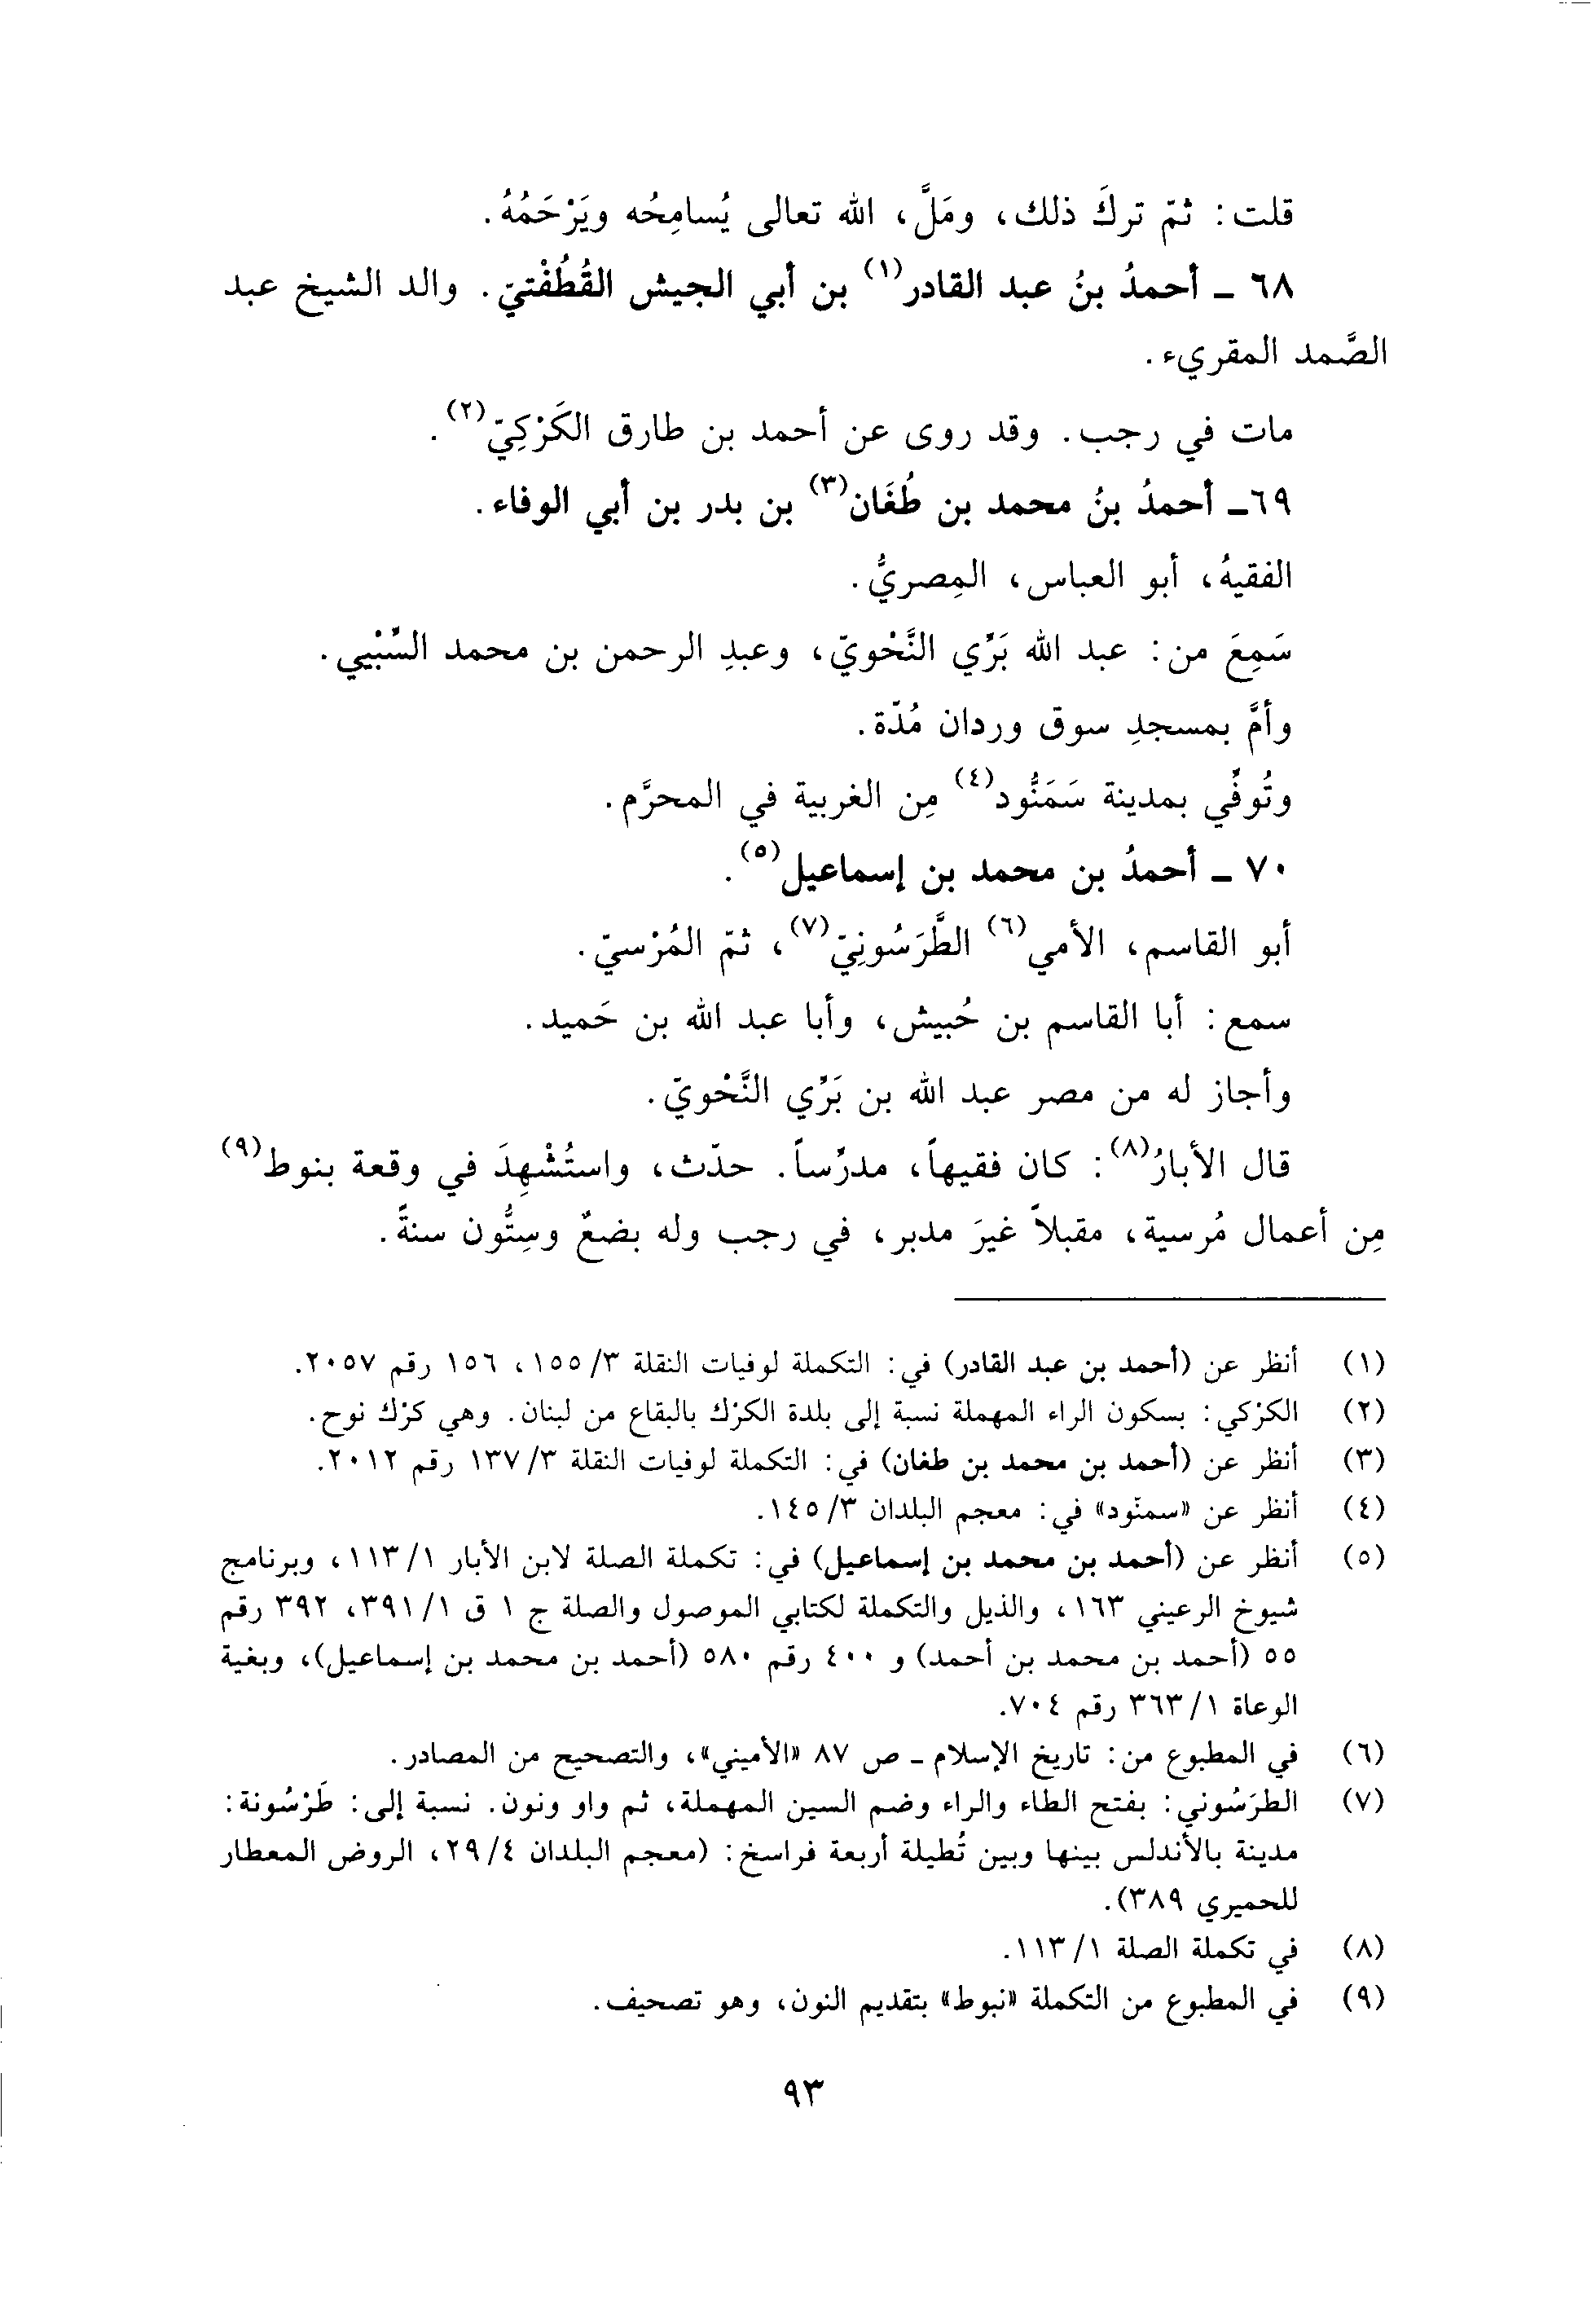 قلت: ثمّ تركَ ذلك، ومَلَّ، الله تعالى يُسامِحُه ويَرْحَمُهُ.
٦٨ ـ أحمدُ بنُ عبد القادر(١) بن أبي الجيش القُطُفْتيّ. والد الشيخ عبد
الصَّمد المقريء.
مات في رجب. وقد روى عن أحمد بن طارق الكَرْكِيّ(٢).
٦٩ـ أحمدُ بنُ محمد بن طُغَان(٣) بن بدر بن أبي الوفاء.
الفقيهُ، أبو العباس، المِصريُّ.
سَمِعَ من: عبد الله بَرِّي النَّحْويّ، وعبدِ الرحمن بن محمد السِّبْيي.
وأمَّ بمسجدِ سوق وردان مُدّة.
وتُوفِّي بمدينة سَمَنُّود(٤) مِن الغربية في المحرَّم.
٧٠ ـ أحمدُ بن محمد بن إسماعيل(٥).
أبو القاسم، الأمي(٦) الطَّرَسُونِيّ(٧)، ثمّ المُرْسيّ.
سمع: أبا القاسم بن حُبيش، وأبا عبد الله بن حَميد.
وأجاز له من مصر عبد الله بن بَرِّي النَّحْويّ.
قال الأبارُ(٨): كان فقيهاً، مدرِّساً. حدّث، واستُشْهِدَ في وقعة بنوط(٩)
مِن أعمال مُرسية، مقبلاً غيرَ مدبر، في رجب وله بضعٌ وسِتُّون سنةً.
(١) أنظر عن (أحمد بن عبد القادر) في: التكملة لوفيات النقلة ٣/ ١٥٥، ١٥٦ رقم ٢٠٥٧.
(٢) الكرْكي: بسكون الراء المهملة نسبة إلى بلدة الكرْك بالبقاع من لبنان. وهي كرْك نوح.
(٣) أنظر عن (أحمد بن محمد بن طغان) في: التكملة لوفيات النقلة ٣/ ١٣٧ رقم ٢٠١٢.
(٤) أنظر عن «سمنّود» في: معجم البلدان ٣/ ١٤٥.
(٥) أنظر عن (أحمد بن محمد بن إسماعيل) في: تكملة الصلة لابن الأبار ١/ ١١٣، وبرنامج
شيوخ الرعيني ١٦٣، والذيل والتكملة لكتابي الموصول والصلة ج ١ ق ١/ ٣٩١، ٣٩٢ رقم
٥٥ (أحمد بن محمد بن أحمد) و ٤٠٠ رقم ٥٨٠ (أحمد بن محمد بن إسماعيل)، وبغية
الوعاة ١/ ٣٦٣ رقم ٧٠٤.
(٦) في المطبوع من: تاريخ الإسلام ـ ص ٨٧ «الأميني»، والتصحيح من المصادر.
(٧) الطرَسُوني: بفتح الطاء والراء وضم السين المهملة، ثم واو ونون. نسبة إلى: طَرْسُونة:
مدينة بالأندلس بينها وبين تُطيلة أربعة فراسخ: (معجم البلدان ٤/ ٢٩، الروض المعطار
للحميري ٣٨٩).
(٨) في تكملة الصلة ١/ ١١٣.
(٩) في المطبوع من التكملة «نبوط» بتقديم النون، وهو تصحيف.
٩٣